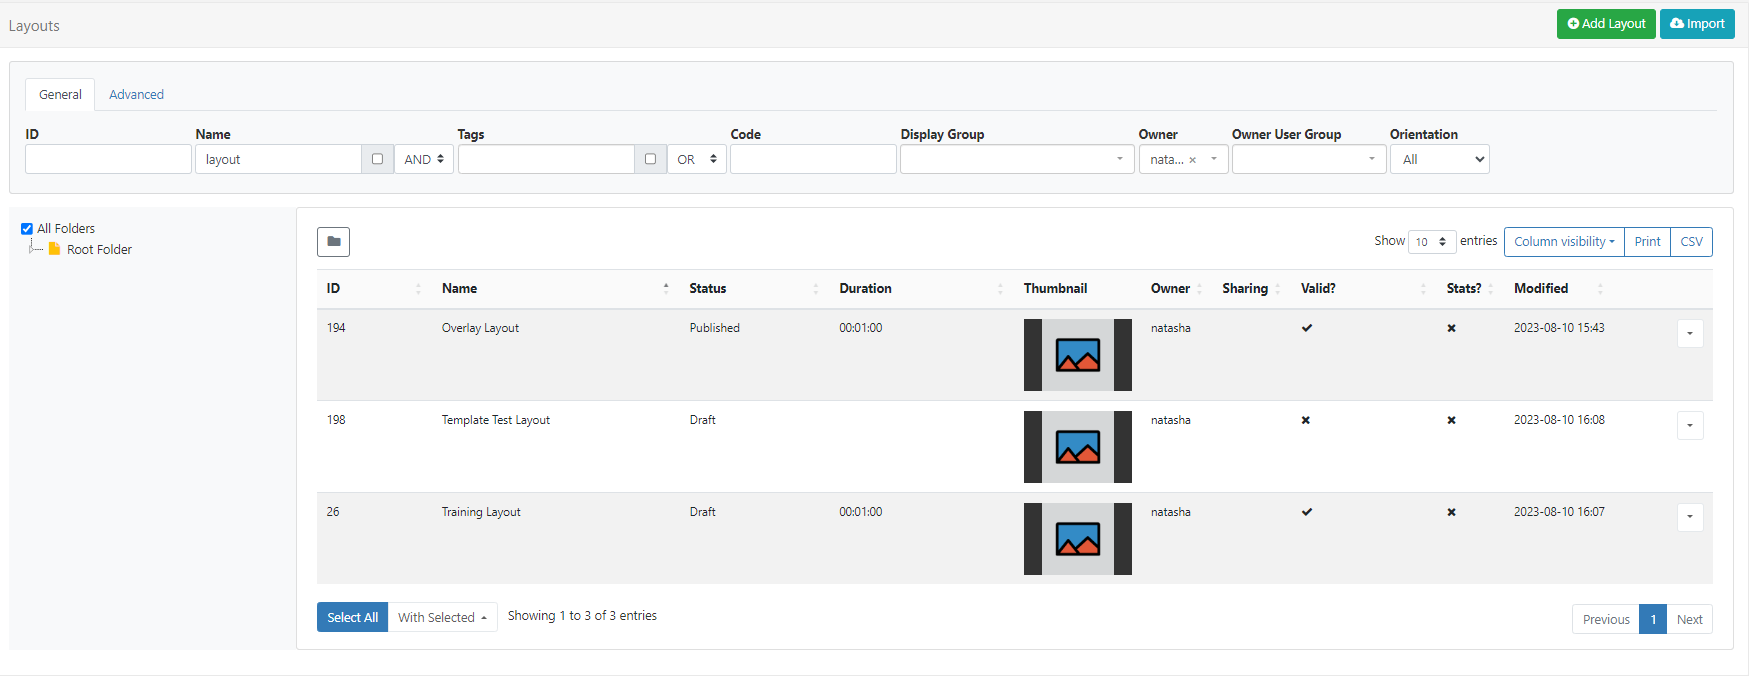 Layouts
Add Layout
Import
General
Advanced
ID
Name
Tags
Code
Display Group
Owner
Owner User Group
Orientation
layout
AND
OR
nata... ×
All
All Folders
Root Folder
Show 10 entries
Column visibility
Print
CSV
ID Name Status Duration Thumbnail Owner Sharing Valid? Stats? Modified
194 Overlay Layout Published 00:01:00 natasha 2023-08-10 15:43
198 Template Test Layout Draft natasha 2023-08-10 16:08
26 Training Layout Draft 00:01:00 natasha 2023-08-10 16:07
Select All
With Selected
Showing 1 to 3 of 3 entries
Previous
1
Next